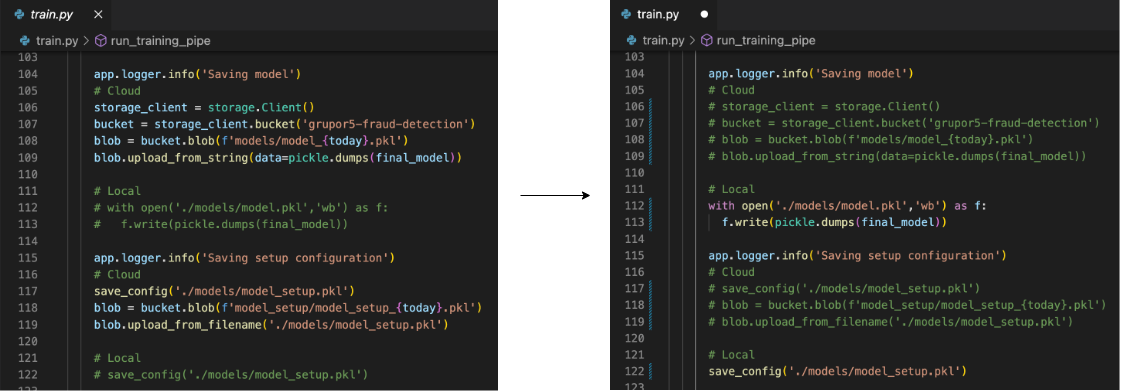 train.py ×
train.py > run_training_pipe
103
104 app.logger.info('Saving model')
105 # Cloud
106 storage_client = storage.Client()
107 bucket = storage_client.bucket('grupor5-fraud-detection')
108 blob = bucket.blob(f'models/model_{today}.pkl')
109 blob.upload_from_string(data=pickle.dumps(final_model))
110
111 # Local
112 # with open('./models/model.pkl','wb') as f:
113 #   f.write(pickle.dumps(final_model))
114
115 app.logger.info('Saving setup configuration')
116 # Cloud
117 save_config('./models/model_setup.pkl')
118 blob = bucket.blob(f'model_setup/model_setup_{today}.pkl')
119 blob.upload_from_filename('./models/model_setup.pkl')
120
121 # Local
122 # save_config('./models/model_setup.pkl')
123
train.py ●
train.py > run_training_pipe
103
104 app.logger.info('Saving model')
105 # Cloud
106 # storage_client = storage.Client()
107 # bucket = storage_client.bucket('grupor5-fraud-detection')
108 # blob = bucket.blob(f'models/model_{today}.pkl')
109 # blob.upload_from_string(data=pickle.dumps(final_model))
110
111 # Local
112 with open('./models/model.pkl','wb') as f:
113   f.write(pickle.dumps(final_model))
114
115 app.logger.info('Saving setup configuration')
116 # Cloud
117 # save_config('./models/model_setup.pkl')
118 # blob = bucket.blob(f'model_setup/model_setup_{today}.pkl')
119 # blob.upload_from_filename('./models/model_setup.pkl')
120
121 # Local
122 save_config('./models/model_setup.pkl')
123